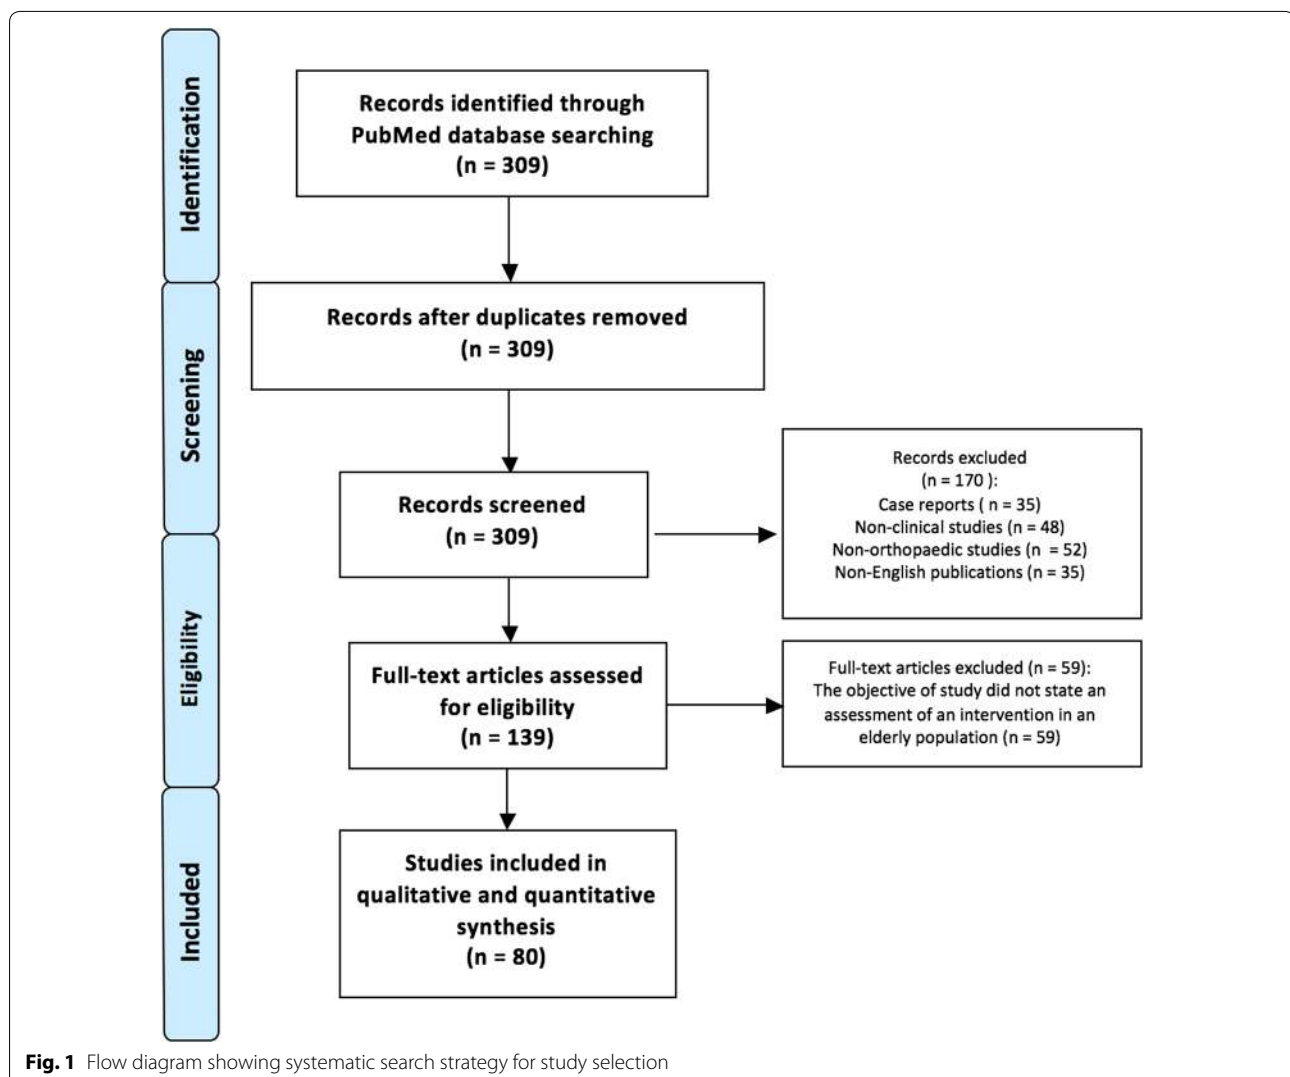 Identification
Records identified through
PubMed database searching
(n = 309)
Screening
Records after duplicates removed
(n = 309)
Records screened
(n = 309)
Records excluded
(n = 170 ):
Case reports ( n = 35)
Non-clinical studies (n = 48)
Non-orthopaedic studies (n = 52)
Non-English publications (n = 35)
Eligibility
Full-text articles assessed
for eligibility
(n = 139)
Full-text articles excluded (n = 59):
The objective of study did not state an
assessment of an intervention in an
elderly population (n = 59)
Included
Studies included in
qualitative and quantitative
synthesis
(n = 80)
Fig. 1 Flow diagram showing systematic search strategy for study selection